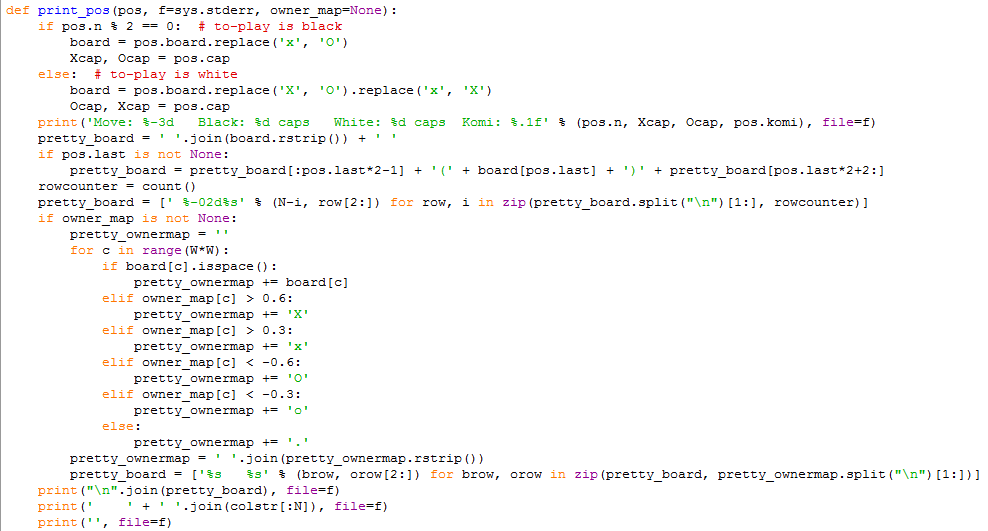 def print_pos(pos, f=sys.stderr, owner_map=None):
    if pos.n % 2 == 0:  # to-play is black
        board = pos.board.replace('x', 'O')
        Xcap, Ocap = pos.cap
    else:  # to-play is white
        board = pos.board.replace('X', 'O').replace('x', 'X')
        Ocap, Xcap = pos.cap
    print('Move: %-3d   Black: %d caps   White: %d caps  Komi: %.1f' % (pos.n, Xcap, Ocap, pos.komi), file=f)
    pretty_board = ' '.join(board.rstrip()) + ' '
    if pos.last is not None:
        pretty_board = pretty_board[:pos.last*2-1] + '(' + board[pos.last] + ')' + pretty_board[pos.last*2+2:]
    rowcounter = count()
    pretty_board = [' %-02d%s' % (N-i, row[2:]) for row, i in zip(pretty_board.split("\n")[1:], rowcounter)]
    if owner_map is not None:
        pretty_ownermap = ''
        for c in range(W*W):
            if board[c].isspace():
                pretty_ownermap += board[c]
            elif owner_map[c] > 0.6:
                pretty_ownermap += 'X'
            elif owner_map[c] > 0.3:
                pretty_ownermap += 'x'
            elif owner_map[c] < -0.6:
                pretty_ownermap += 'O'
            elif owner_map[c] < -0.3:
                pretty_ownermap += 'o'
            else:
                pretty_ownermap += '.'
        pretty_ownermap = ' '.join(pretty_ownermap.rstrip())
        pretty_board = ['%s   %s' % (brow, orow[2:]) for brow, orow in zip(pretty_board, pretty_ownermap.split("\n")[1:])]
    print("\n".join(pretty_board), file=f)
    print('    ' + ' '.join(colstr[:N]), file=f)
    print('', file=f)